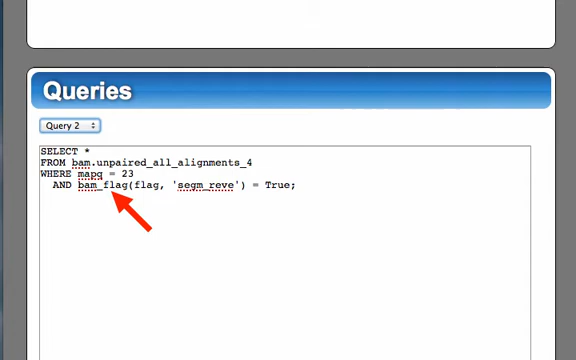 Queries
Query 2
SELECT *
FROM bam.unpaired_all_alignments_4
WHERE mapq = 23
AND bam_flag(flag, 'segm_reve') = True;